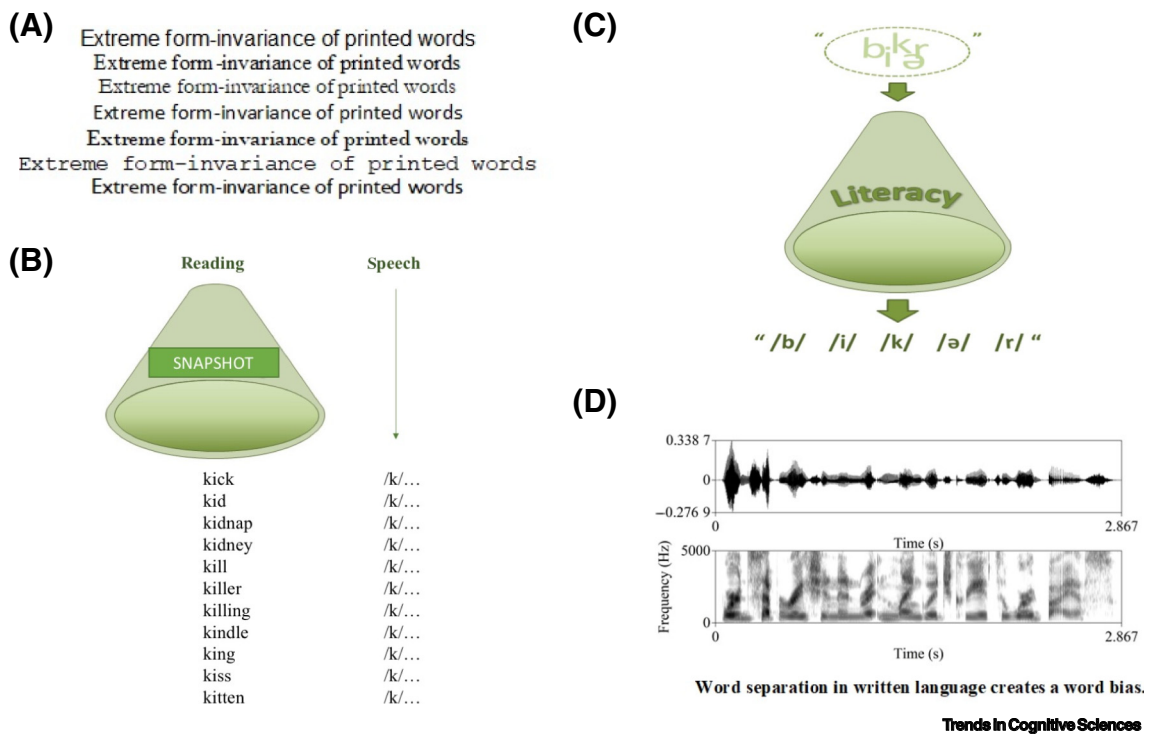 (A)
Extreme form-invariance of printed words
Extreme form-invariance of printed words
Extreme form-invariance of printed words
Extreme form-invariance of printed words
Extreme form-invariance of printed words
Extreme form-invariance of printed words
Extreme form-invariance of printed words
(B)
Reading Speech
SNAPSHOT
kick /k/...
kid /k/...
kidnap /k/...
kidney /k/...
kill /k/...
killer /k/...
killing /k/...
kindle /k/...
king /k/...
kiss /k/...
kitten /k/...
(C)
“ bikər ”
Literacy
“ /b/ /i/ /k/ /ə/ /r/ “
(D)
0.338 7
0
−0.276 9
0 2.867
Time (s)
5000
Frequency (Hz)
0
0 2.867
Time (s)
Word separation in written language creates a word bias.
Trends in Cognitive Sciences